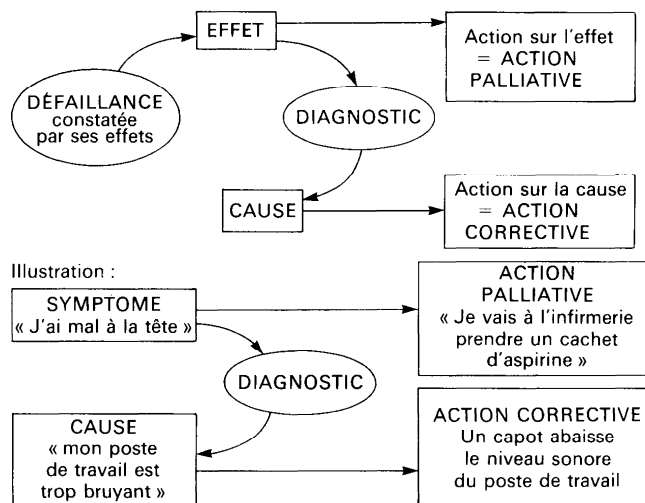 EFFET
Action sur l'effet
= ACTION
PALLIATIVE
DÉFAILLANCE
constatée
par ses effets
DIAGNOSTIC
CAUSE
Action sur la cause
= ACTION
CORRECTIVE
Illustration :
SYMPTOME
« J'ai mal à la tête »
ACTION
PALLIATIVE
« Je vais à l'infirmerie
prendre un cachet
d'aspirine »
DIAGNOSTIC
CAUSE
« mon poste
de travail est
trop bruyant »
ACTION CORRECTIVE
Un capot abaisse
le niveau sonore
du poste de travail